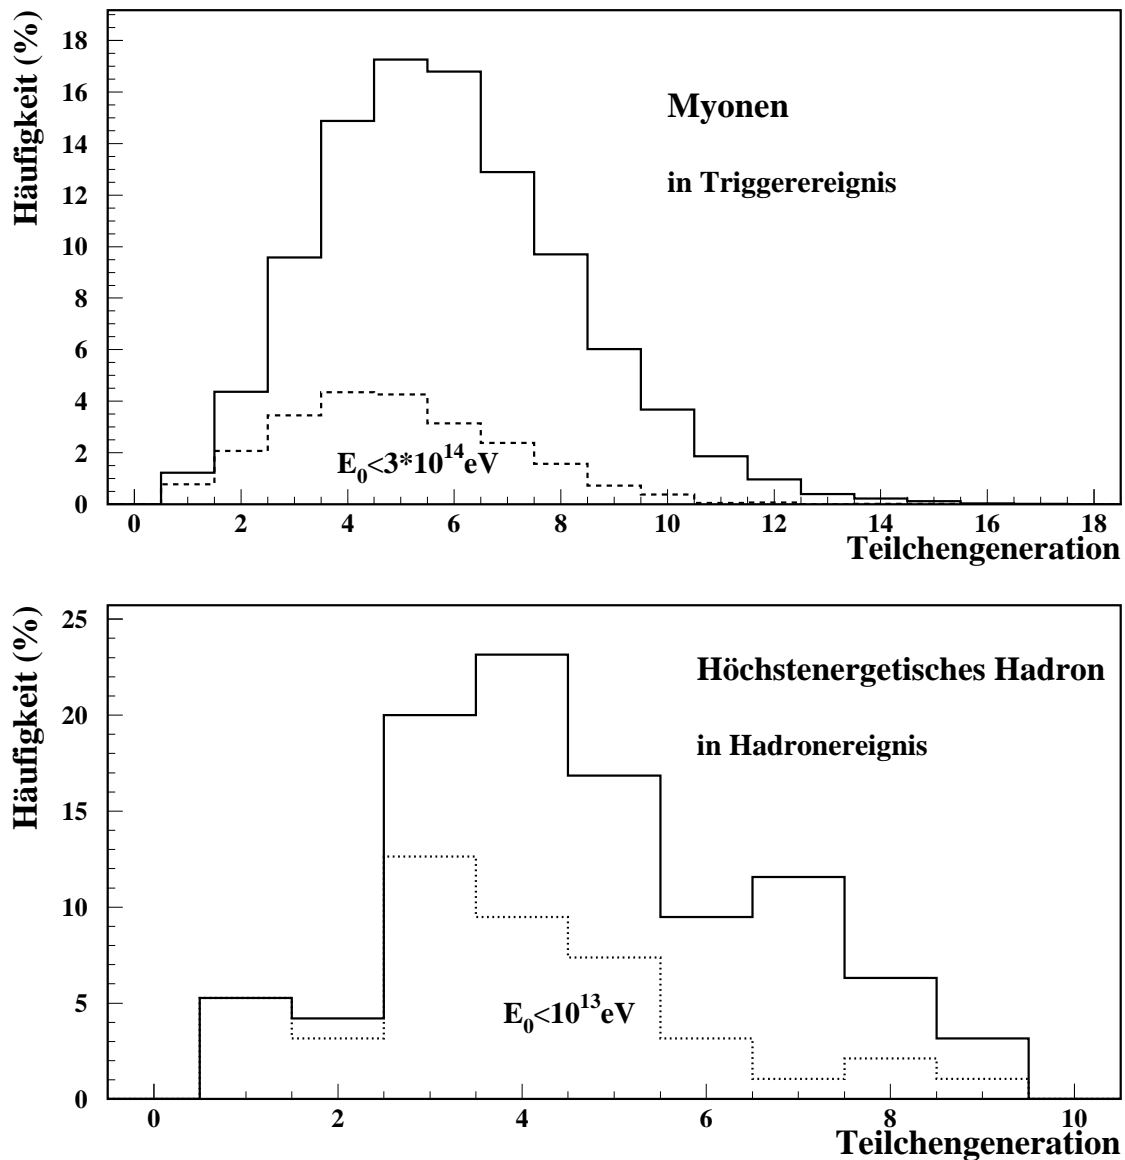 Häufigkeit (%)
18
16
14
12
10
8
6
4
2
0
Myonen
in Triggerereignis
E0<3*10^14eV
0 2 4 6 8 10 12 14 16 18
Teilchengeneration
Häufigkeit (%)
25
20
15
10
5
0
Höchstenergetisches Hadron
in Hadronereignis
E0<10^13eV
0 2 4 6 8 10
Teilchengeneration